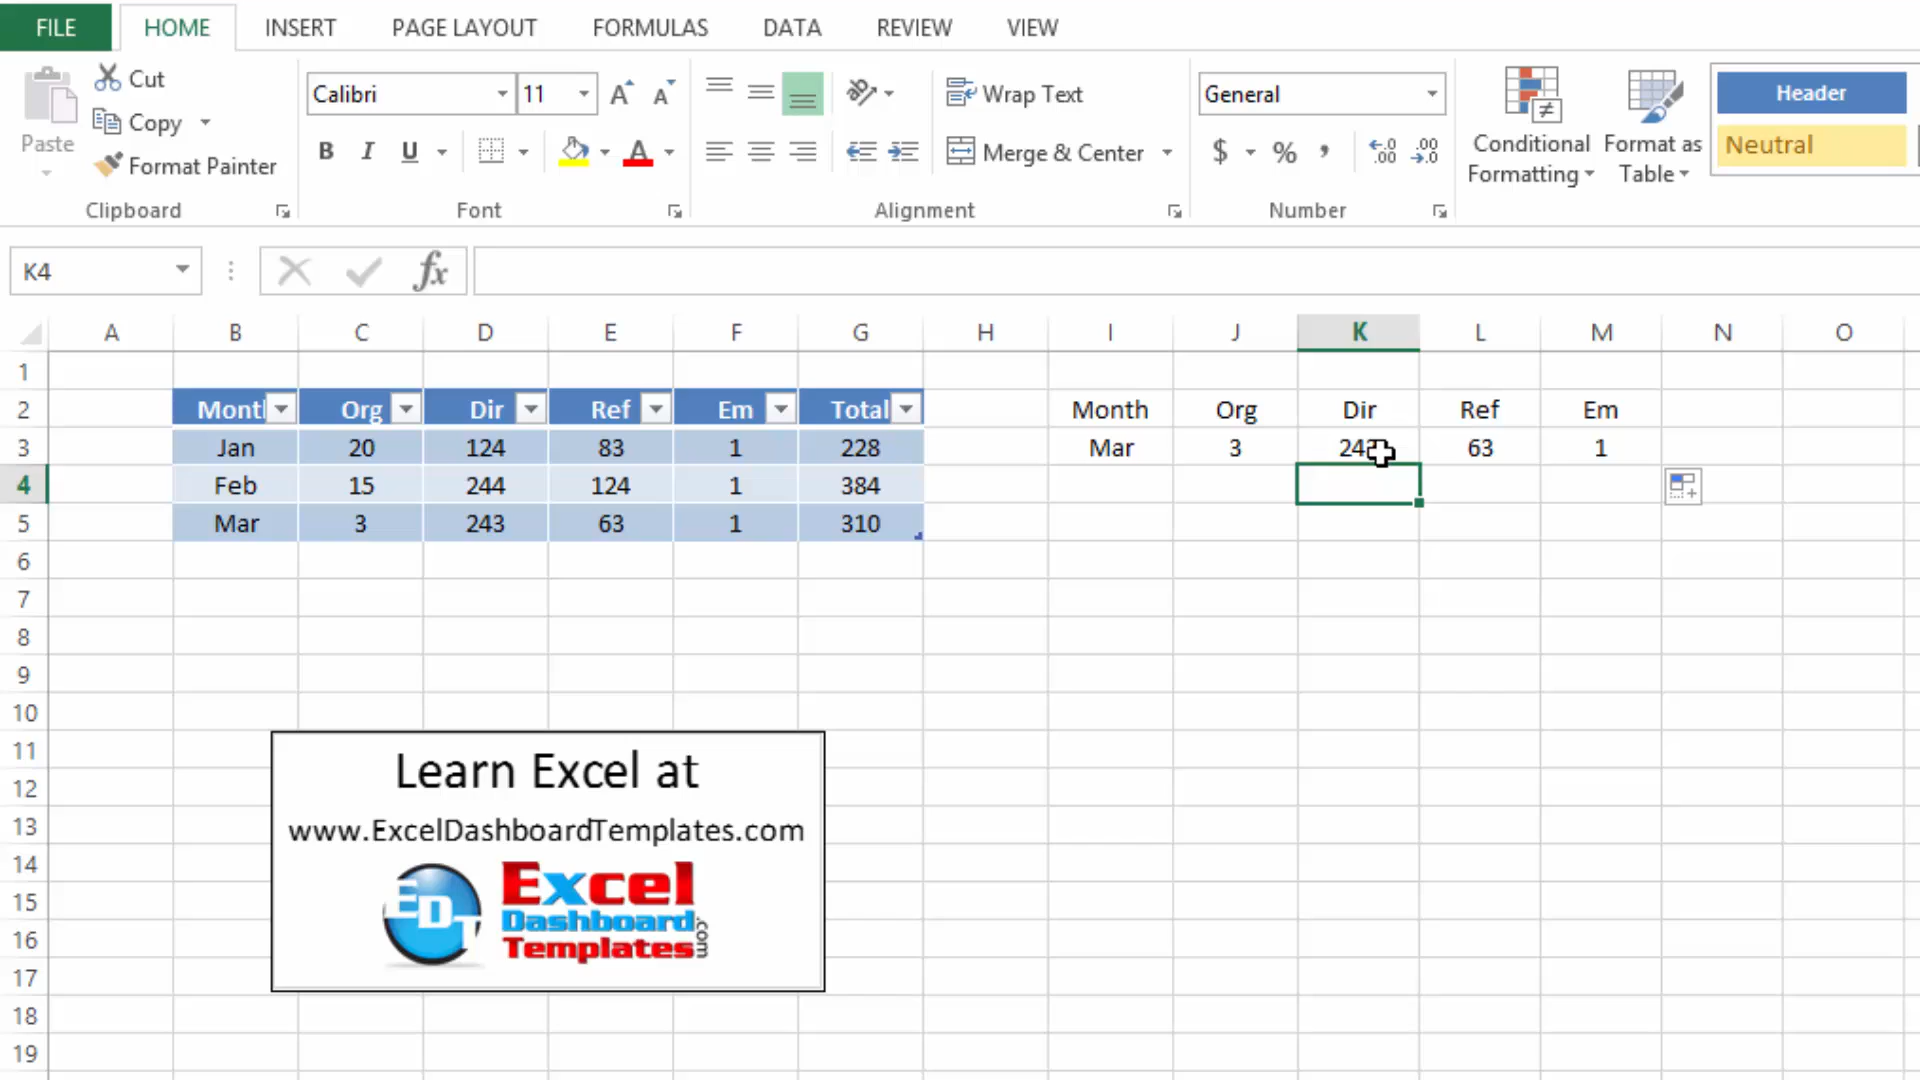 FILE HOME INSERT PAGE LAYOUT FORMULAS DATA REVIEW VIEW
Paste
Cut
Copy
Format Painter
Clipboard
Calibri 11
B I U
Font
Wrap Text
Merge & Center
Alignment
General
$ % ,
Number
Conditional Formatting
Format as Table
Header
Neutral
K4 fx
A B C D E F G H I J K L M N O
1
2 Month Org Dir Ref Em Total Month Org Dir Ref Em
3 Jan 20 124 83 1 228 Mar 3 24 63 1
4 Feb 15 244 124 1 384
5 Mar 3 243 63 1 310
6
7
8
9
10
11
12
13
14
15
16
17
18
19
Learn Excel at
www.ExcelDashboardTemplates.com
EDT
Excel
Dashboard
Templates
.com